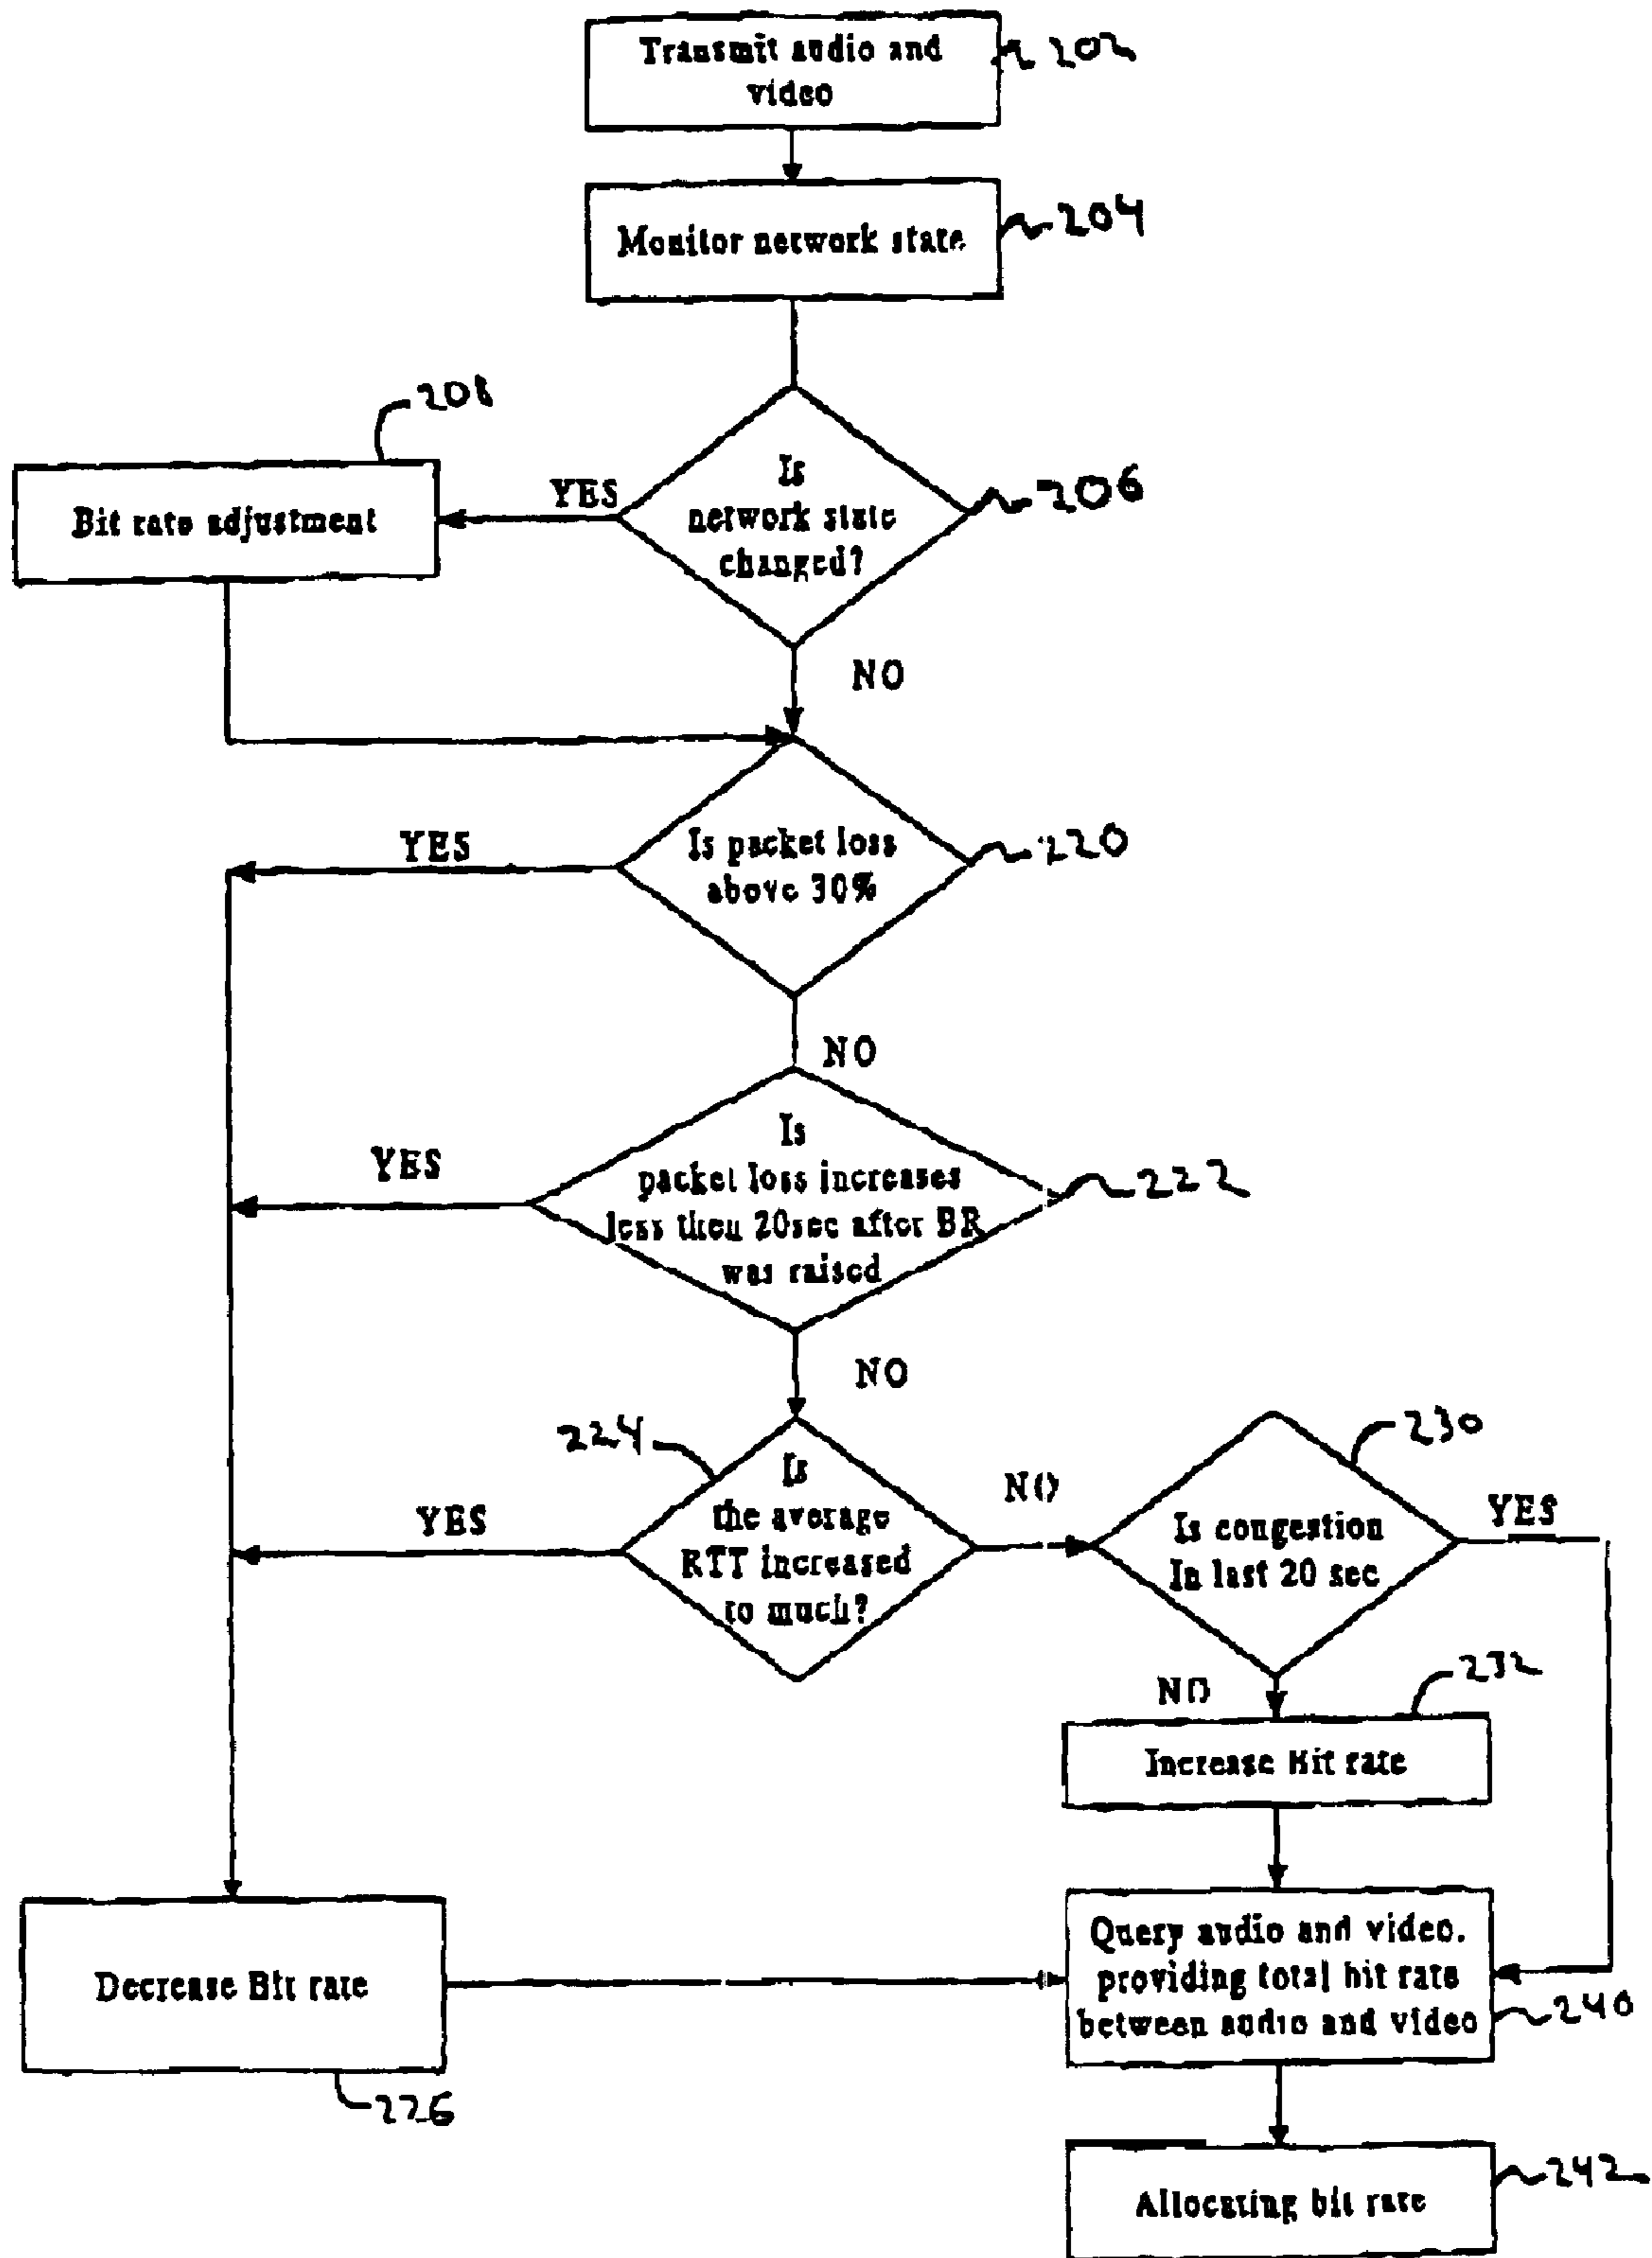 Transmit audio and
video
202
Monitor network state
204
208
Is
network state
changed?
YES
206
Bit rate adjustment
NO
Is packet loss
above 30%
YES
220
NO
Is
packet loss increases
less then 20sec after BR
was raised
YES
222
NO
224
Is
the average
RTT increased
to much?
YES
NO
230
Is congestion
In last 20 sec
YES
NO
232
Increase Bit rate
Query audio and video.
providing total bit rate
between audio and video
240
Decrease Bit rate
226
Allocating bit rate
242